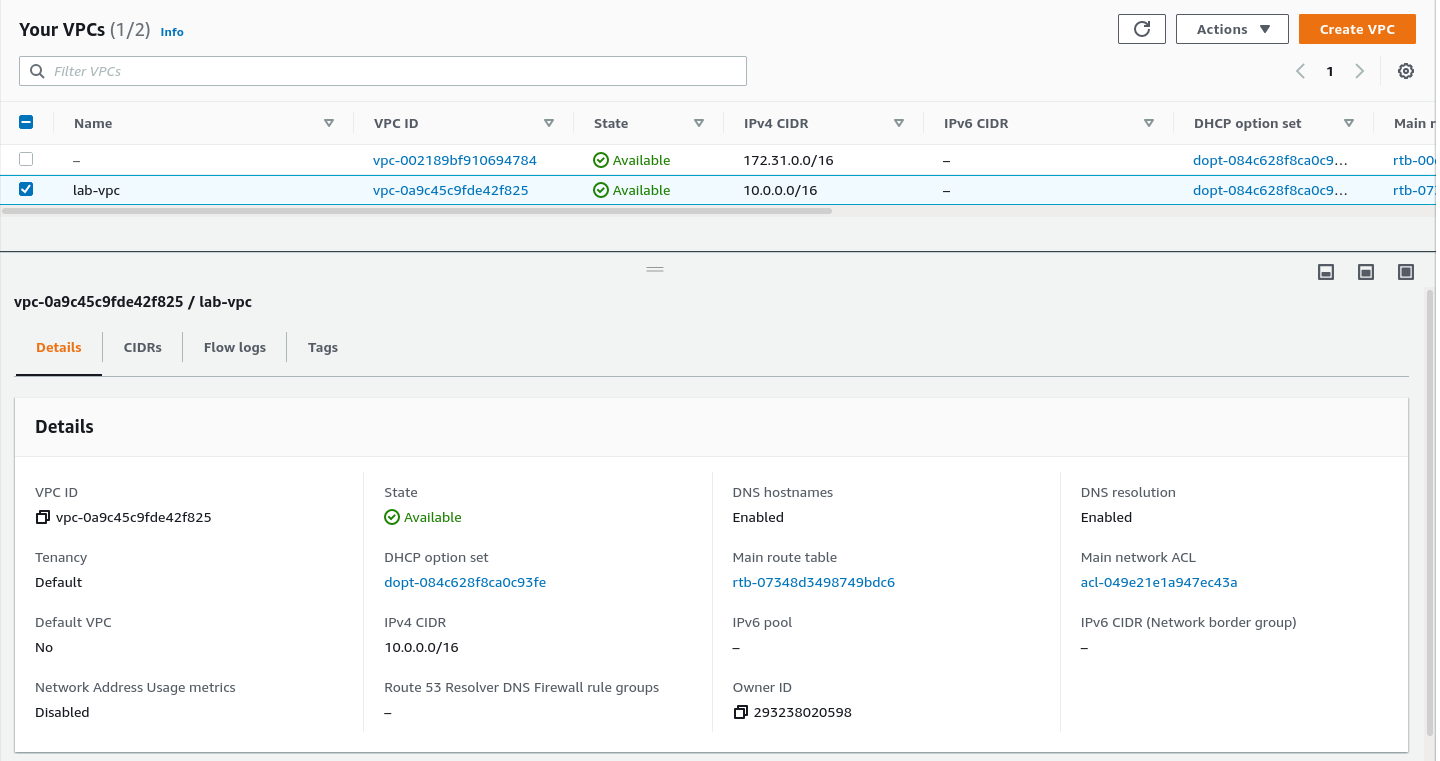 Your VPCs (1/2) Info
Actions
Create VPC
Filter VPCs
1
Name VPC ID State IPv4 CIDR IPv6 CIDR DHCP option set Main r
– vpc-002189bf910694784 Available 172.31.0.0/16 – dopt-084c628f8ca0c9… rtb-00
lab-vpc vpc-0a9c45c9fde42f825 Available 10.0.0.0/16 – dopt-084c628f8ca0c9… rtb-07
vpc-0a9c45c9fde42f825 / lab-vpc
Details CIDRs Flow logs Tags
Details
VPC ID State DNS hostnames DNS resolution
vpc-0a9c45c9fde42f825 Available Enabled Enabled
Tenancy DHCP option set Main route table Main network ACL
Default dopt-084c628f8ca0c93fe rtb-07348d3498749bdc6 acl-049e21e1a947ec43a
Default VPC IPv4 CIDR IPv6 pool IPv6 CIDR (Network border group)
No 10.0.0.0/16 – –
Network Address Usage metrics Route 53 Resolver DNS Firewall rule groups Owner ID
Disabled – 293238020598